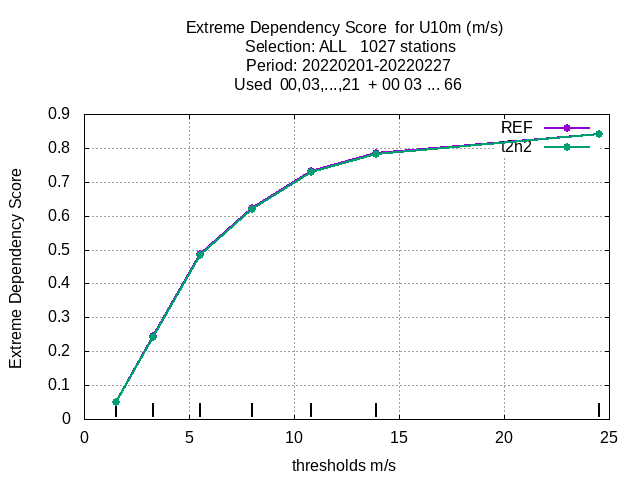 Extreme Dependency Score  for U10m (m/s)
Selection: ALL   1027 stations
Period: 20220201-20220227
Used  00,03,...,21  + 00 03 ... 66
Extreme Dependency Score
0.9
0.8
0.7
0.6
0.5
0.4
0.3
0.2
0.1
0
REF
t2n2
0 5 10 15 20 25
thresholds m/s